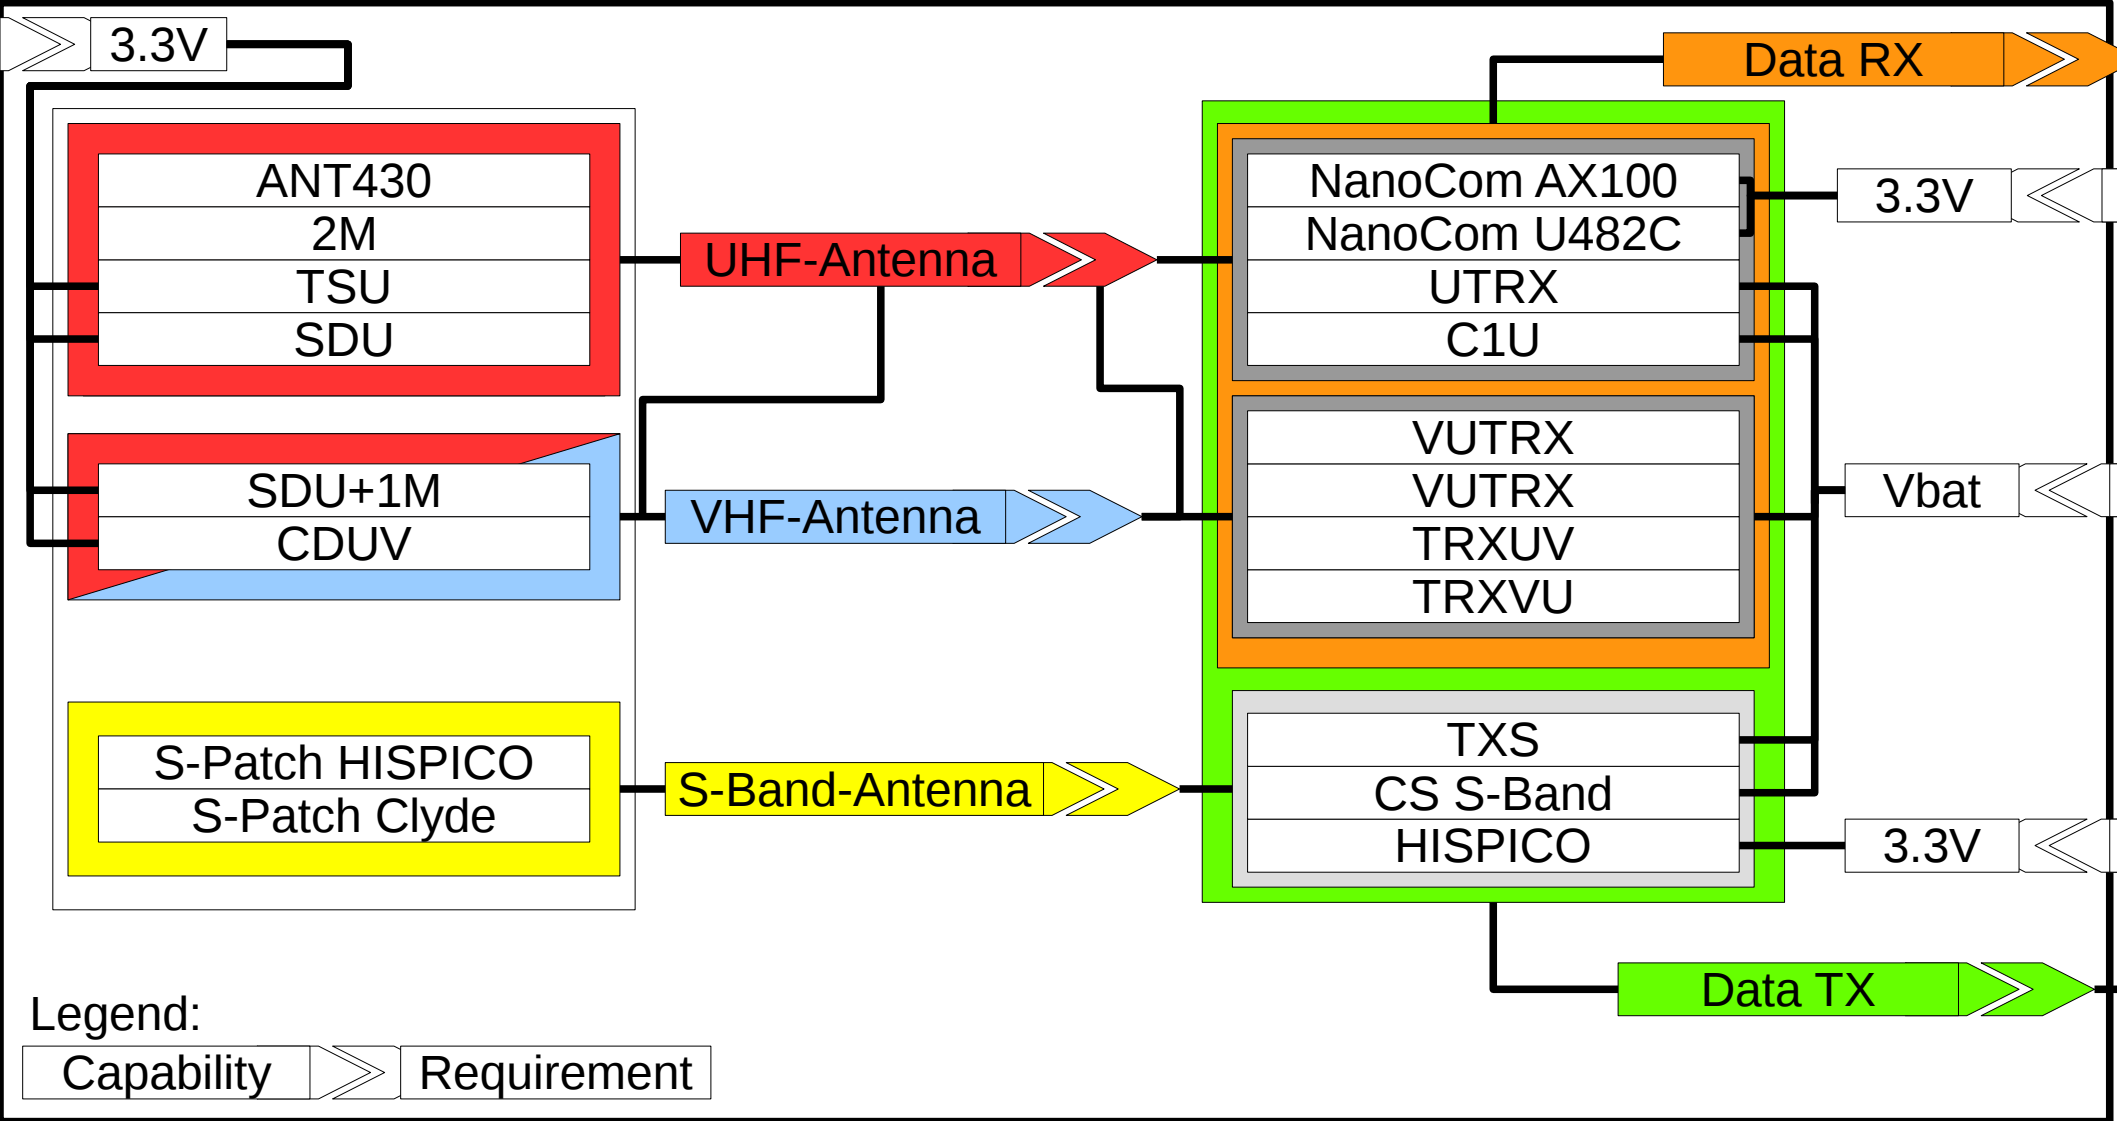 3.3V
Data RX
ANT430
2M
TSU
SDU
UHF-Antenna
NanoCom AX100
NanoCom U482C
UTRX
C1U
3.3V
SDU+1M
CDUV
VHF-Antenna
VUTRX
VUTRX
TRXUV
TRXVU
Vbat
S-Patch HISPICO
S-Patch Clyde
S-Band-Antenna
TXS
CS S-Band
HISPICO
3.3V
Data TX
Legend:
Capability
Requirement